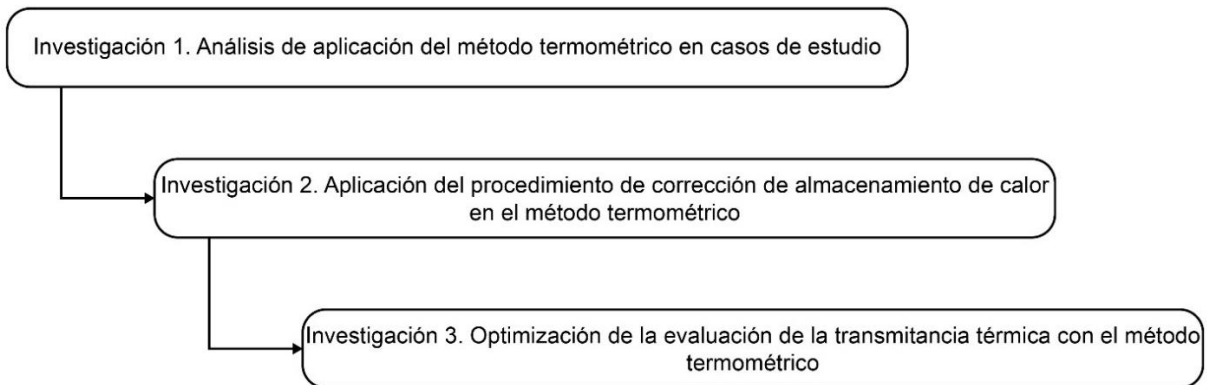 Investigación 1. Análisis de aplicación del método termométrico en casos de estudio
Investigación 2. Aplicación del procedimiento de corrección de almacenamiento de calor
en el método termométrico
Investigación 3. Optimización de la evaluación de la transmitancia térmica con el método
termométrico